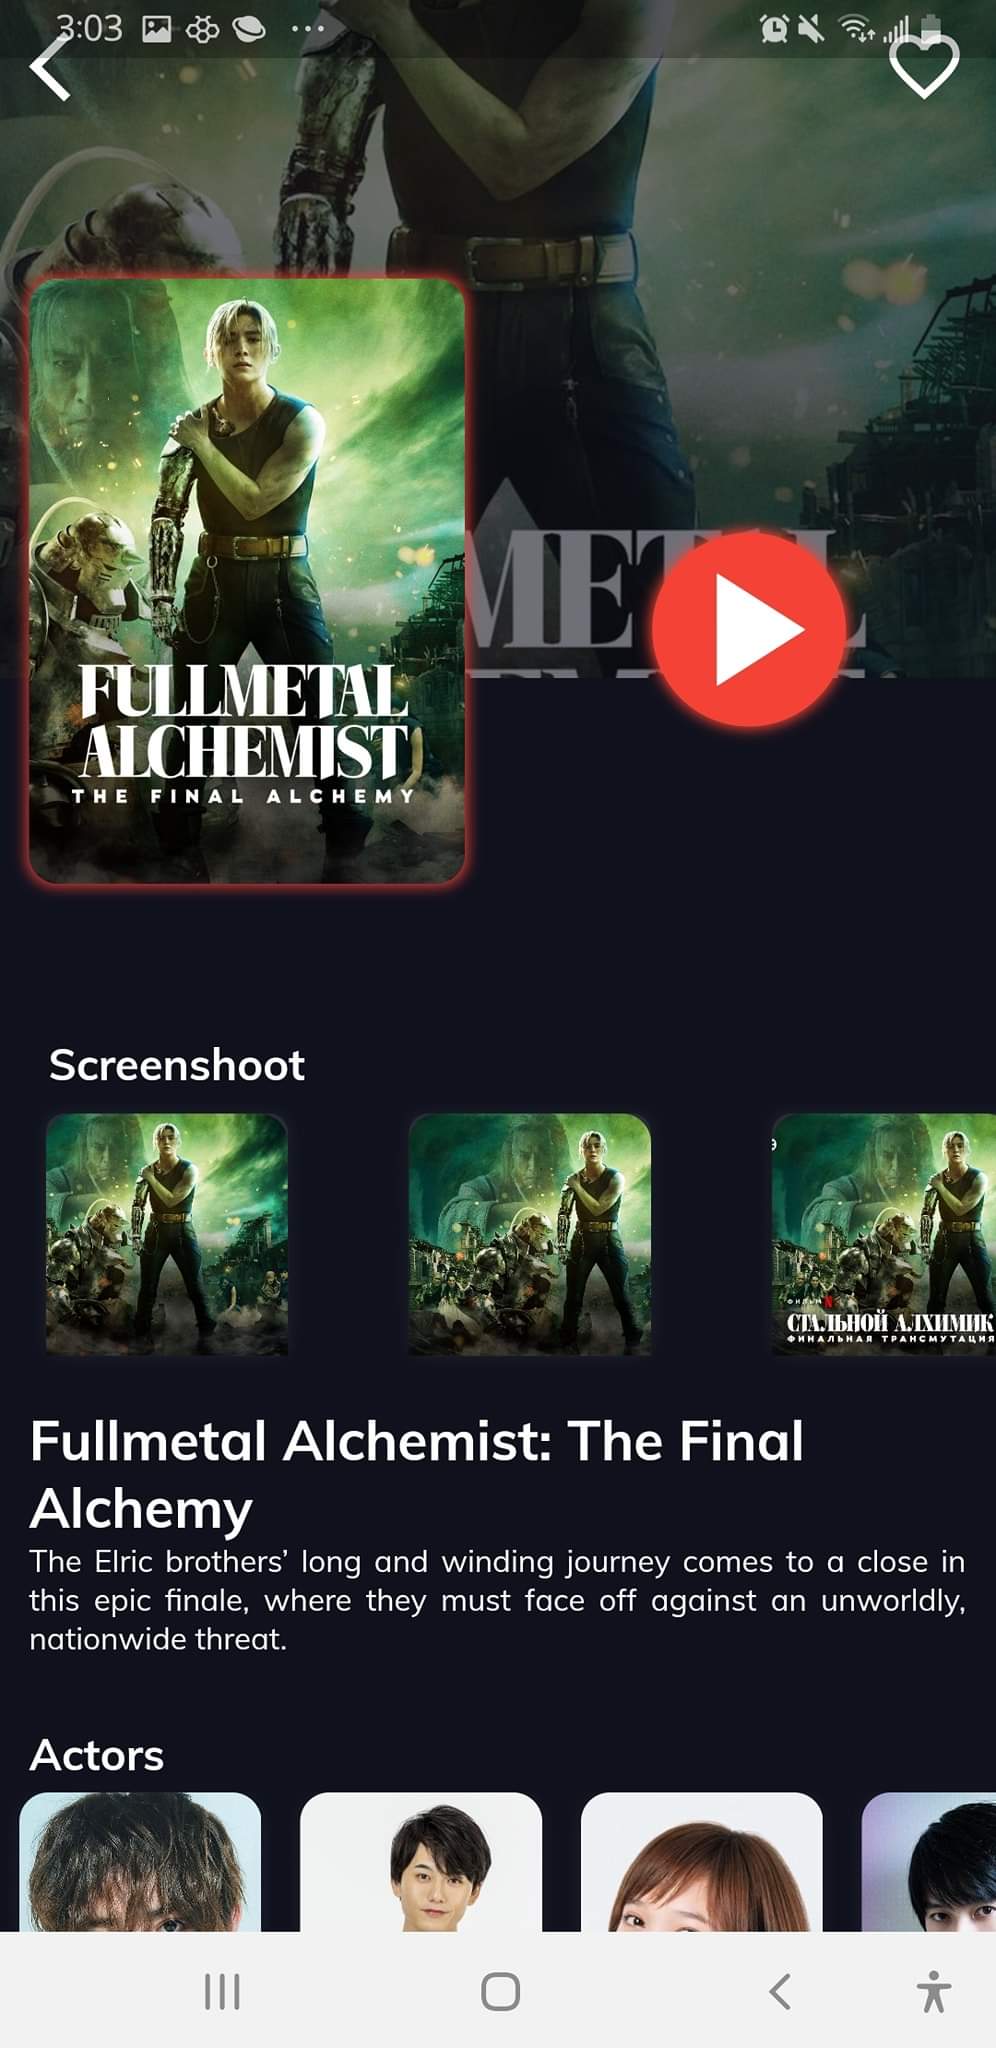 3:03
METAL
FULLMETAL
ALCHEMIST
THE FINAL ALCHEMY
Screenshoot
ФИЛЬМ N
СТАЛЬНОЙ АЛХИМИК
ФИНАЛЬНАЯ ТРАНСМУТАЦИЯ
Fullmetal Alchemist: The Final
Alchemy
The Elric brothers’ long and winding journey comes to a close in
this epic finale, where they must face off against an unworldly,
nationwide threat.
Actors